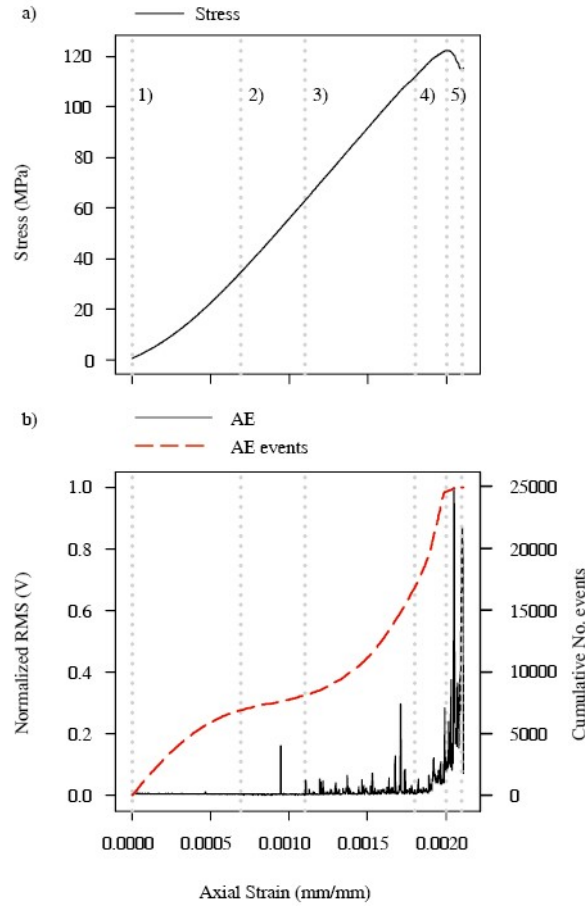 a)
Stress
120
100
80
60
40
20
0
Stress (MPa)
1)
2)
3)
4)
5)
b)
AE
AE events
1.0
0.8
0.6
0.4
0.2
0.0
Normalized RMS (V)
25000
20000
15000
10000
5000
0
Cumulative No. events
0.0000 0.0005 0.0010 0.0015 0.0020
Axial Strain (mm/mm)